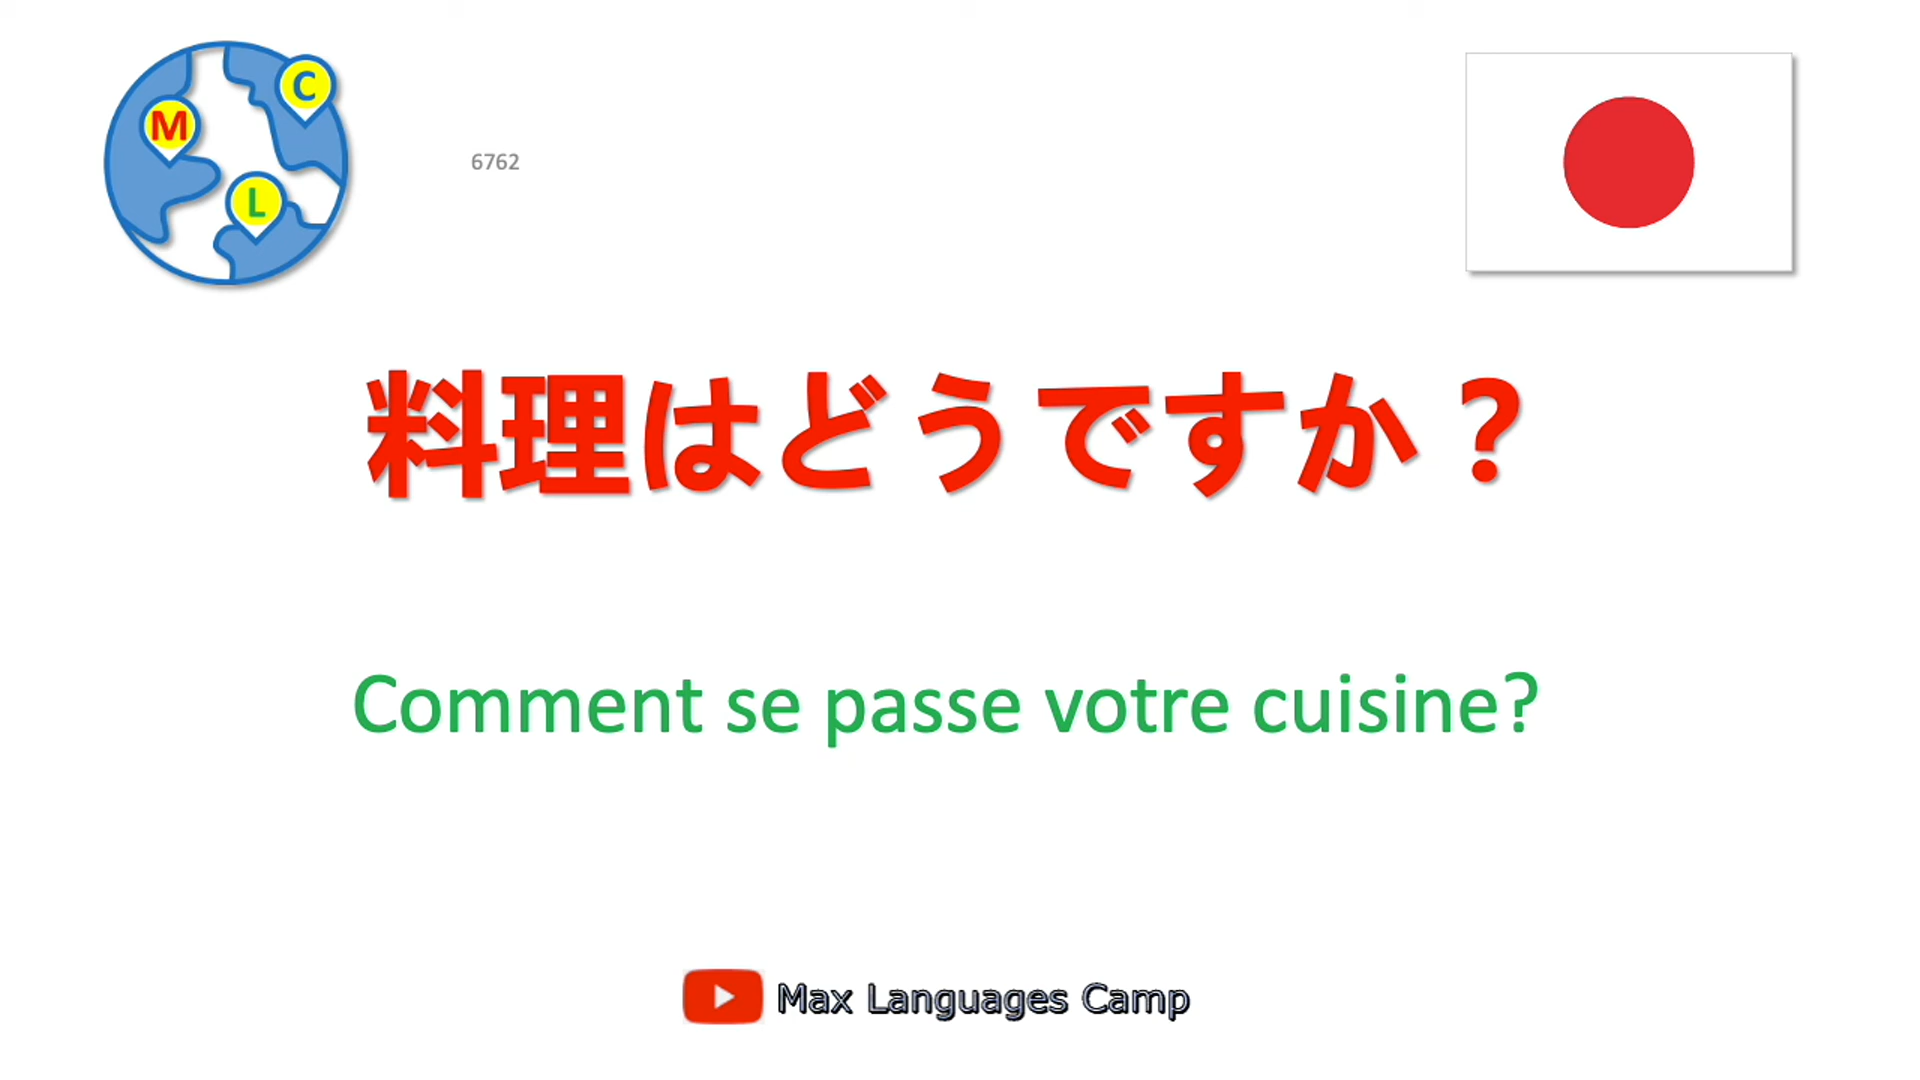 M
C
L
6762
料理はどうですか？
Comment se passe votre cuisine?
Max Languages Camp